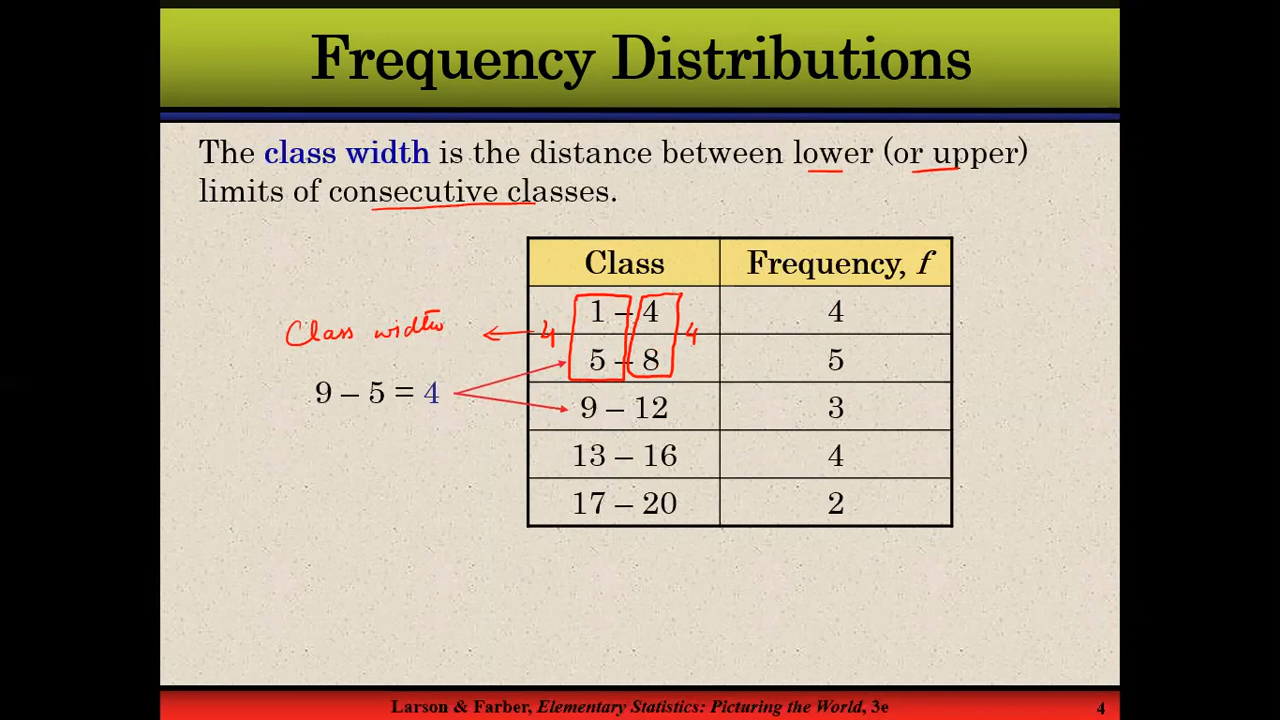 Frequency Distributions
The class width is the distance between lower (or upper)
limits of consecutive classes.
Class Frequency, f
1 – 4 4
4 4
Class width
5 – 8 5
9 – 5 = 4
9 – 12 3
13 – 16 4
17 – 20 2
Larson & Farber, Elementary Statistics: Picturing the World, 3e 4